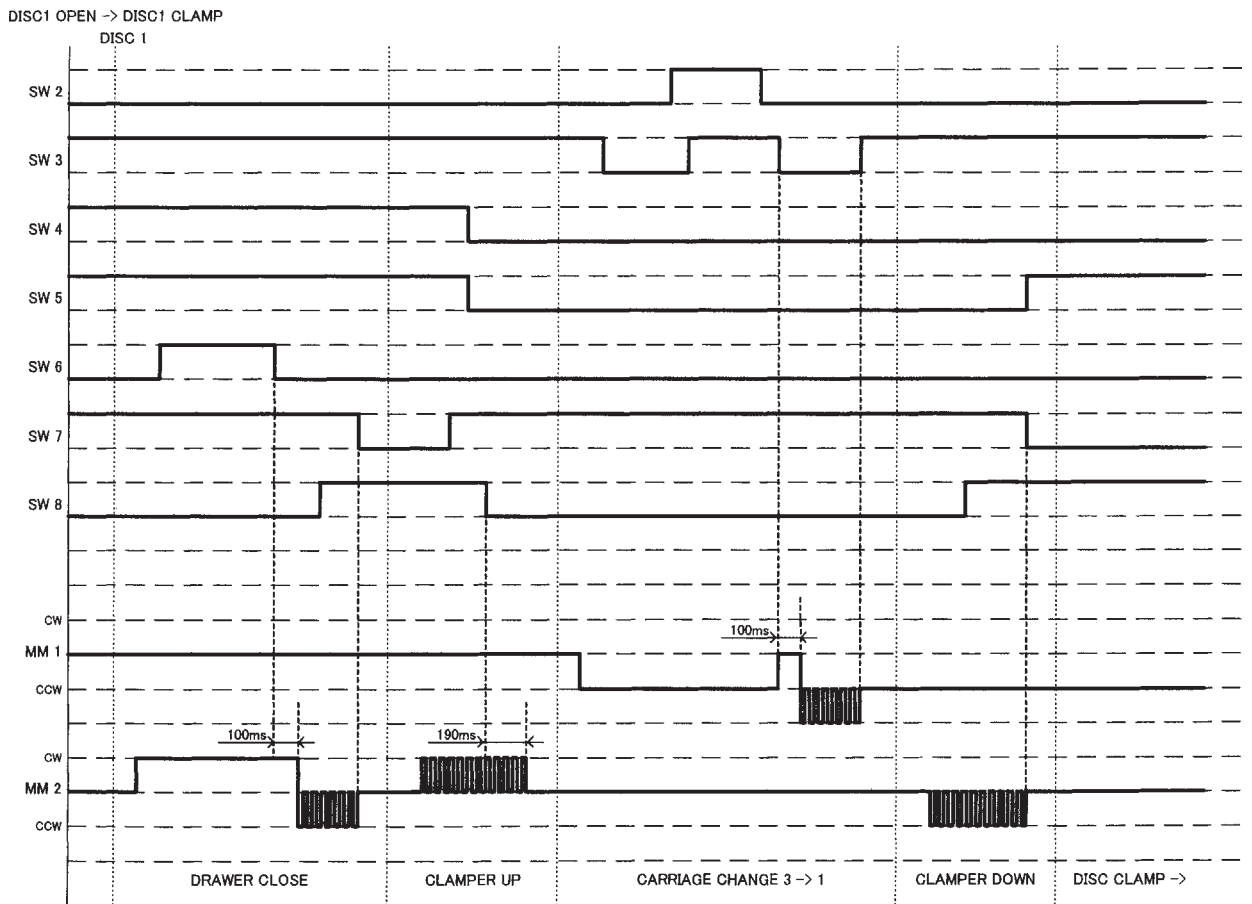 DISC1 OPEN -> DISC1 CLAMP
DISC 1
SW 2
SW 3
SW 4
SW 5
SW 6
SW 7
SW 8
CW
100ms
MM 1
CCW
100ms
190ms
CW
MM 2
CCW
DRAWER CLOSE
CLAMPER UP
CARRIAGE CHANGE 3 -> 1
CLAMPER DOWN
DISC CLAMP ->